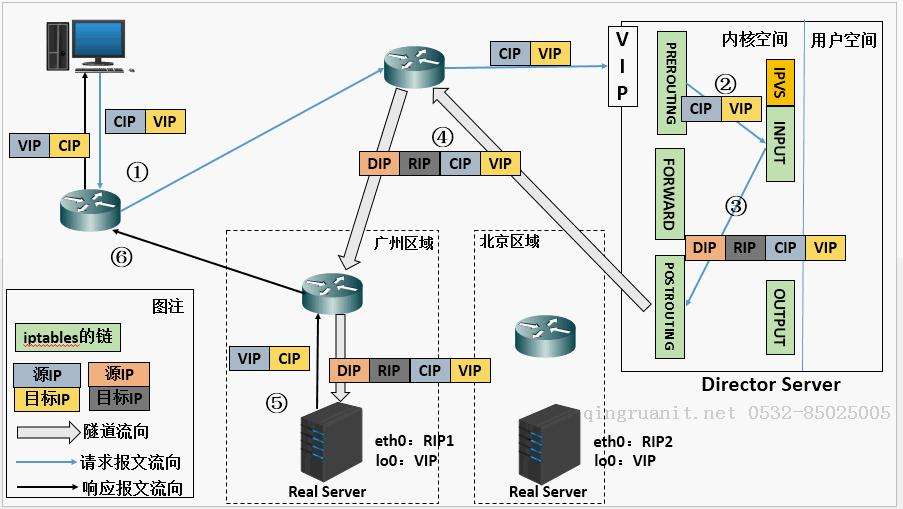 CIP VIP
VIP CIP
①
CIP VIP
④
DIP RIP CIP VIP
⑥
VIP
PREROUTING
内核空间
用户空间
②
CIP VIP
IPVS
INPUT
FORWARD
③
DIP RIP CIP VIP
POSTROUTING
OUTPUT
Director Server
广州区域
北京区域
VIP CIP
DIP RIP CIP VIP
⑤
eth0：RIP1
lo0：VIP
Real Server
eth0：RIP2
lo0：VIP
Real Server
图注
iptables的链
源IP
源IP
目标IP
目标IP
隧道流向
请求报文流向
响应报文流向
qingruanit.net 0532-85025005